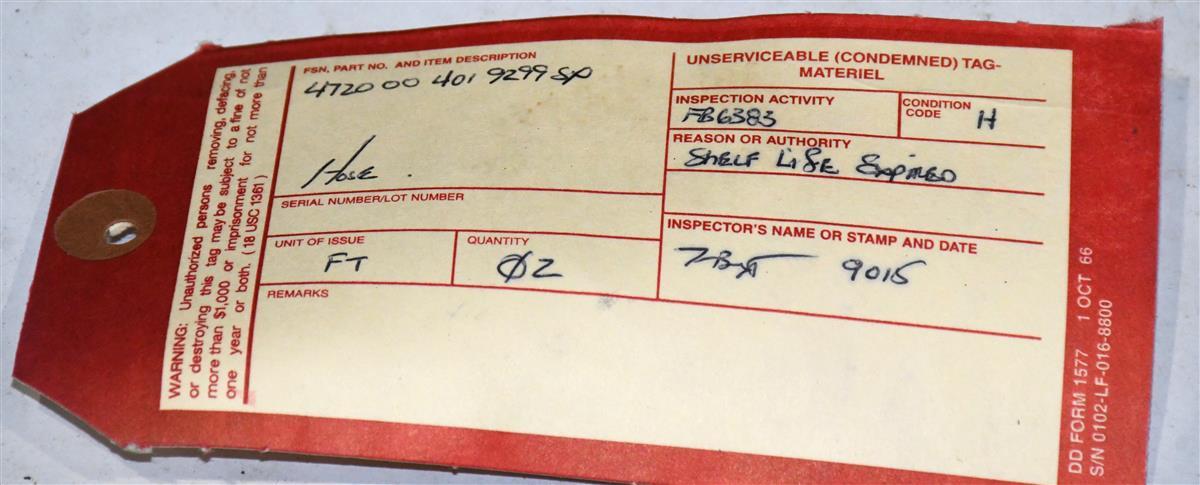 WARNING: Unauthorized persons removing, defacing,
or destroying this tag may be subject to a fine of not
more than $1,000 or imprisonment for not more than
one year or both. (18 USC 1361)
FSN, PART NO. AND ITEM DESCRIPTION
4720 00 401 9299 SX
Hose.
SERIAL NUMBER/LOT NUMBER
UNIT OF ISSUE
FT
QUANTITY
Ø2
REMARKS
UNSERVICEABLE (CONDEMNED) TAG-
MATERIEL
INSPECTION ACTIVITY
FB6383
CONDITION
CODE
H
REASON OR AUTHORITY
SHELF LIFE EXPIRED
INSPECTOR'S NAME OR STAMP AND DATE
9015
DD FORM 1577 1 OCT 66
S/N 0102-LF-016-8800